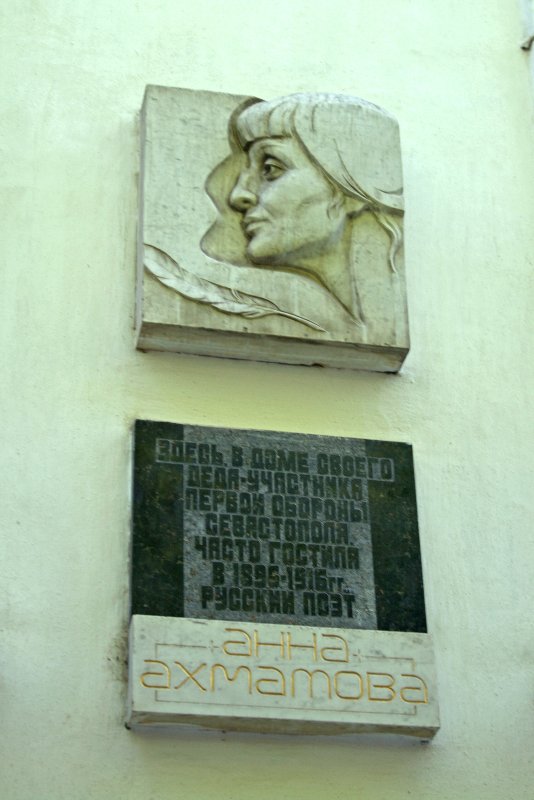 ЗДЕСЬ В ДОМЕ СВОЕГО
ДЕДА-УЧАСТНИКА
ПЕРВОЙ ОБОРОНЫ
СЕВАСТОПОЛЯ
ЧАСТО ГОСТИЛА
В 1896-1916гг.
РУССКИЙ ПОЭТ
анна
ахматова